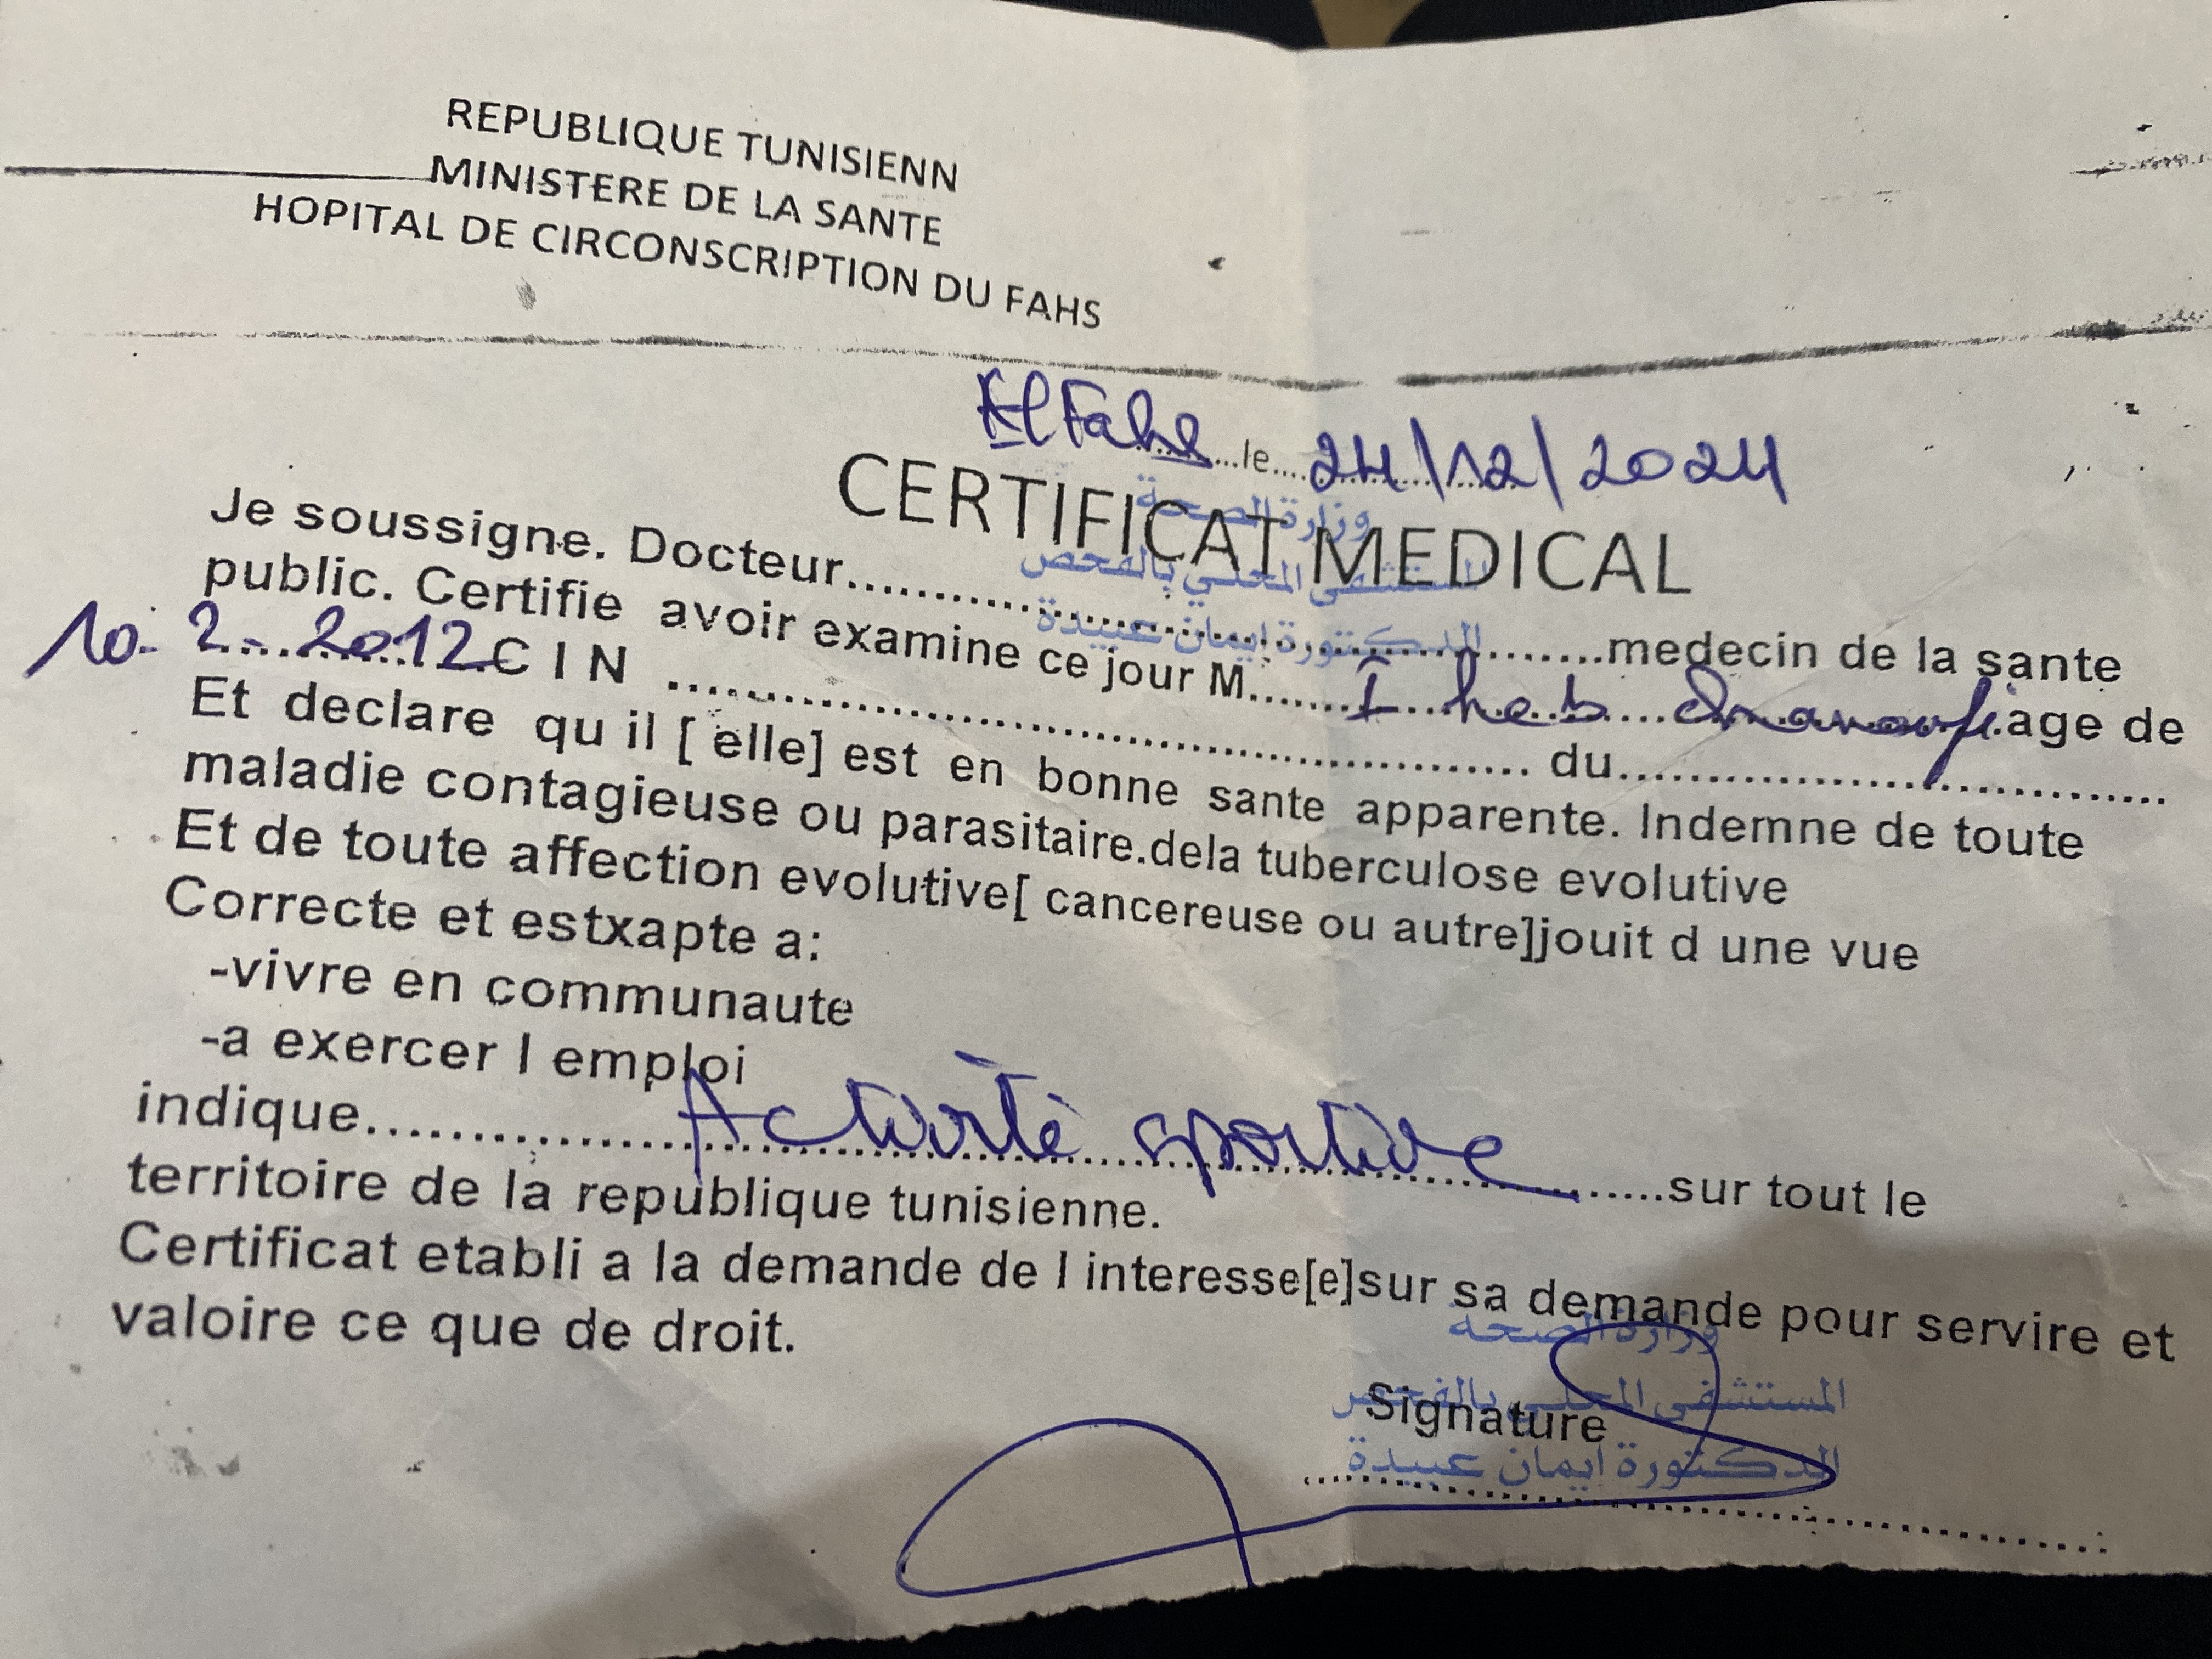 REPUBLIQUE TUNISIENN
MINISTERE DE LA SANTE
HOPITAL DE CIRCONSCRIPTION DU FAHS
El Fahs le 24/12/2024
CERTIFICAT MEDICAL
وزارة الصحة
المستشفى المحلي بالفحص
الدكتورة إيمان عبيدة
Je soussigne. Docteur..............................medecin de la sante
public. Certifie avoir examine ce jour M....... Iheb .......age de
10. 2. 2012 C I N .............................. du..............................
Et declare qu il [ elle] est en bonne sante apparente. Indemne de toute
maladie contagieuse ou parasitaire.dela tuberculose evolutive
Et de toute affection evolutive[ cancereuse ou autre]jouit d une vue
Correcte et estxapte a:
-vivre en communaute
-a exercer l emploi
indique............ Activité sportive ............sur tout le
territoire de la republique tunisienne.
Certificat etabli a la demande de l interesse[e]sur sa demande pour servire et
valoire ce que de droit.
وزارة الصحة
المستشفى المحلي بالفحص
Signature
الدكتورة إيمان عبيدة